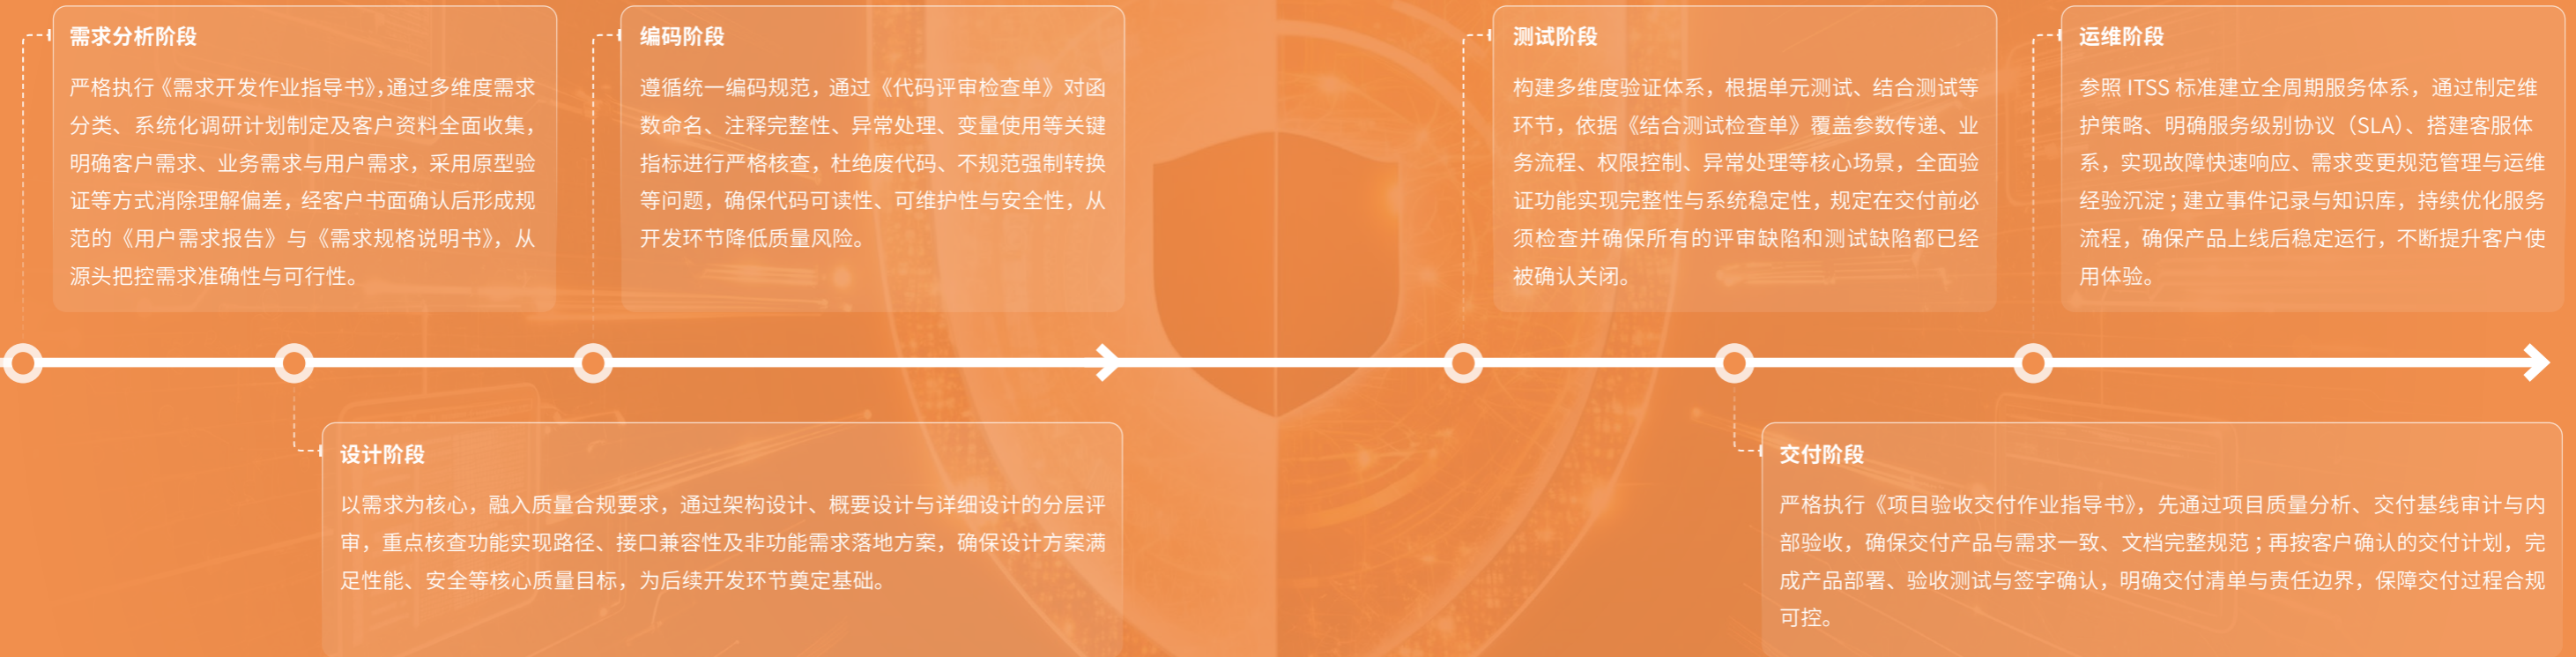 需求分析阶段
严格执行《需求开发作业指导书》，通过多维度需求
分类、系统化调研计划制定及客户资料全面收集，
明确客户需求、业务需求与用户需求，采用原型验
证等方式消除理解偏差，经客户书面确认后形成规
范的《用户需求报告》与《需求规格说明书》，从
源头把控需求准确性与可行性。
设计阶段
以需求为核心，融入质量合规要求，通过架构设计、概要设计与详细设计的分层评
审，重点核查功能实现路径、接口兼容性及非功能需求落地方案，确保设计方案满
足性能、安全等核心质量目标，为后续开发环节奠定基础。
编码阶段
遵循统一编码规范，通过《代码评审检查单》对函
数命名、注释完整性、异常处理、变量使用等关键
指标进行严格核查，杜绝废代码、不规范强制转换
等问题，确保代码可读性、可维护性与安全性，从
开发环节降低质量风险。
测试阶段
构建多维度验证体系，根据单元测试、结合测试等
环节，依据《结合测试检查单》覆盖参数传递、业
务流程、权限控制、异常处理等核心场景，全面验
证功能实现完整性与系统稳定性，规定在交付前必
须检查并确保所有的评审缺陷和测试缺陷都已经
被确认关闭。
交付阶段
严格执行《项目验收交付作业指导书》，先通过项目质量分析、交付基线审计与内
部验收，确保交付产品与需求一致、文档完整规范；再按客户确认的交付计划，完
成产品部署、验收测试与签字确认，明确交付清单与责任边界，保障交付过程合规
可控。
运维阶段
参照 ITSS 标准建立全周期服务体系，通过制定维
护策略、明确服务级别协议（SLA）、搭建客服体
系，实现故障快速响应、需求变更规范管理与运维
经验沉淀；建立事件记录与知识库，持续优化服务
流程，确保产品上线后稳定运行，不断提升客户使
用体验。